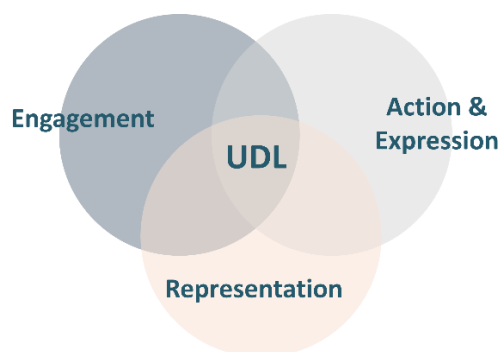 Engagement
Action &
Expression
UDL
Representation